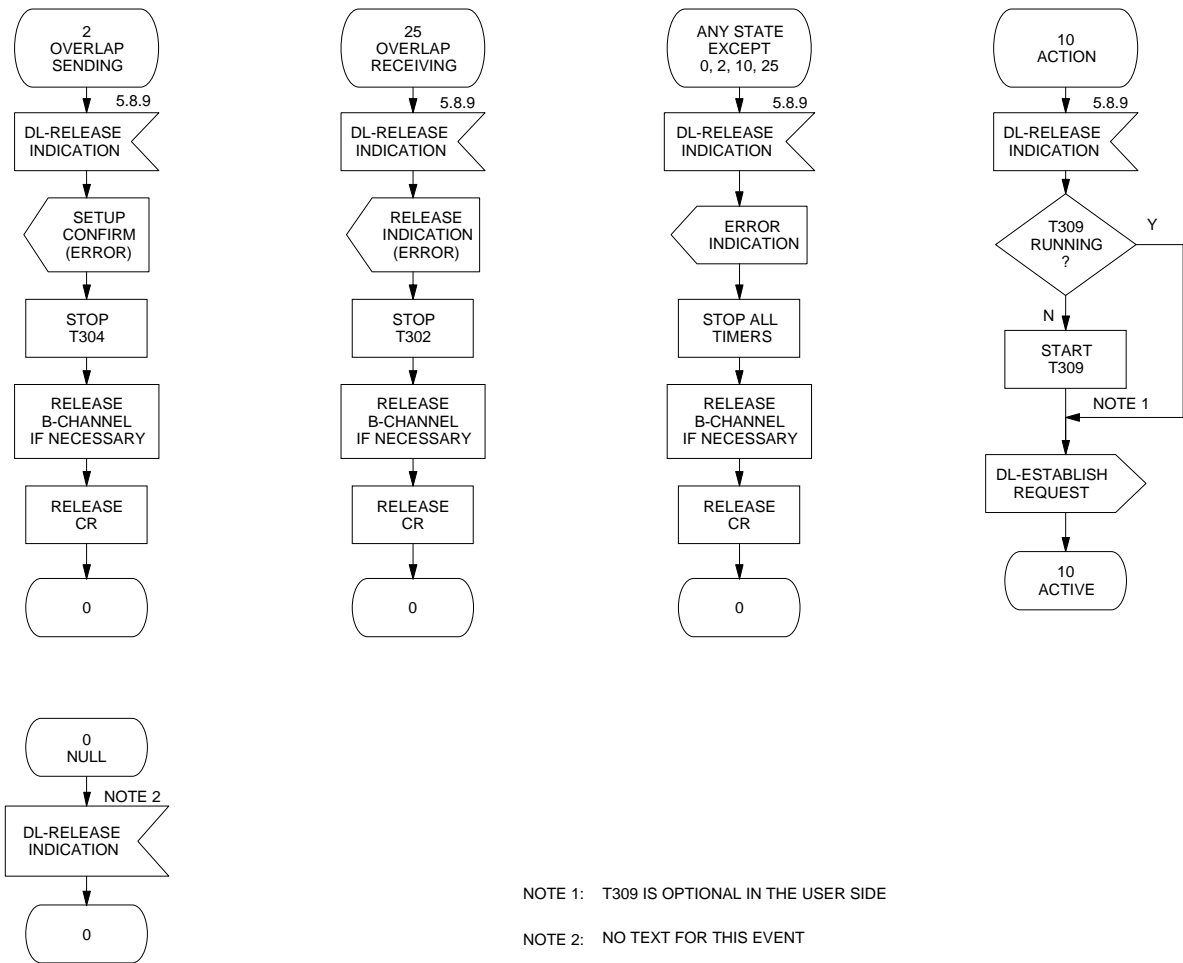 2
OVERLAP
SENDING
5.8.9
DL-RELEASE
INDICATION
SETUP
CONFIRM
(ERROR)
STOP
T304
RELEASE
B-CHANNEL
IF NECESSARY
RELEASE
CR
0
25
OVERLAP
RECEIVING
5.8.9
DL-RELEASE
INDICATION
RELEASE
INDICATION
(ERROR)
STOP
T302
RELEASE
B-CHANNEL
IF NECESSARY
RELEASE
CR
0
ANY STATE
EXCEPT
0, 2, 10, 25
5.8.9
DL-RELEASE
INDICATION
ERROR
INDICATION
STOP ALL
TIMERS
RELEASE
B-CHANNEL
IF NECESSARY
RELEASE
CR
0
10
ACTION
5.8.9
DL-RELEASE
INDICATION
T309
RUNNING
?
Y
N
START
T309
NOTE 1
DL-ESTABLISH
REQUEST
10
ACTIVE
0
NULL
NOTE 2
DL-RELEASE
INDICATION
0
NOTE 1: T309 IS OPTIONAL IN THE USER SIDE
NOTE 2: NO TEXT FOR THIS EVENT